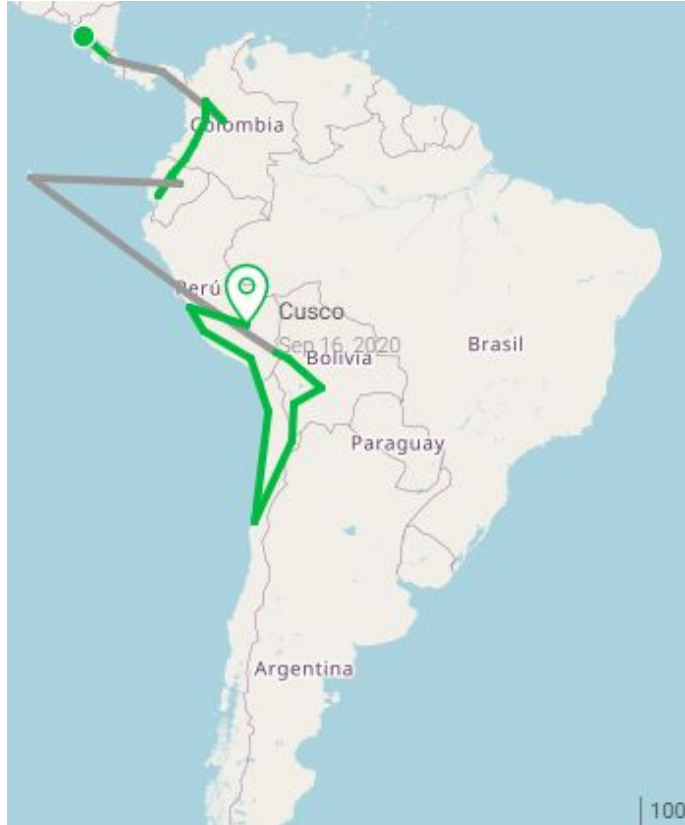 Colombia
Perú
Cusco
Sep 16, 2020
Bolivia
Brasil
Paraguay
Argentina
100